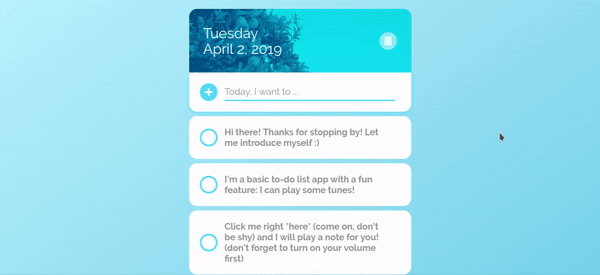 Tuesday
April 2, 2019
Today, I want to ...
Hi there! Thanks for stopping by! Let
me introduce myself :)
I'm a basic to-do list app with a fun
feature: I can play some tunes!
Click me right *here* (come on, don't
be shy) and I will play a note for you!
(don't forget to turn on your volume
first)